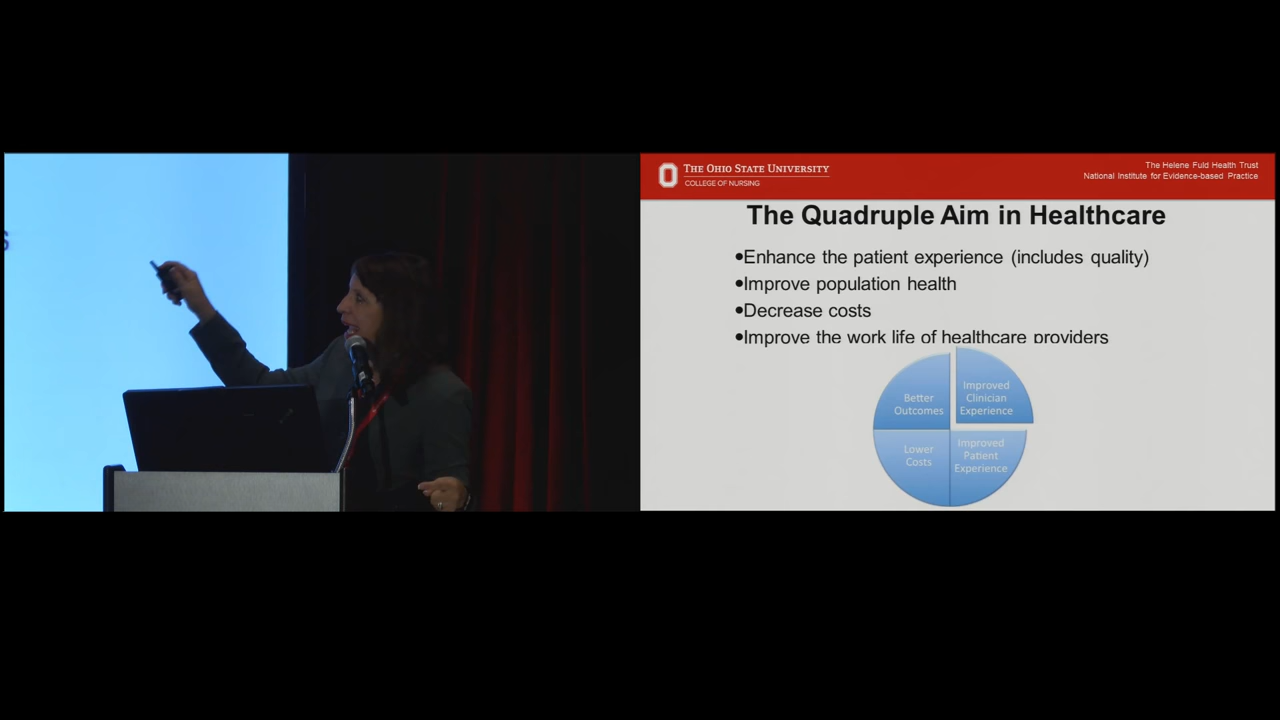 THE OHIO STATE UNIVERSITY
COLLEGE OF NURSING
The Helene Fuld Health Trust
National Institute for Evidence-based Practice
The Quadruple Aim in Healthcare
•Enhance the patient experience (includes quality)
•Improve population health
•Decrease costs
•Improve the work life of healthcare providers
Better
Outcomes
Improved
Clinician
Experience
Lower
Costs
Improved
Patient
Experience